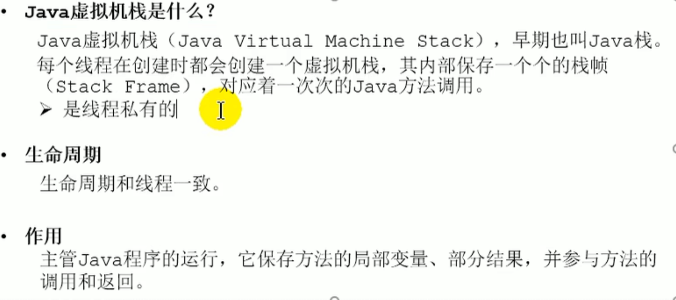 • Java虚拟机栈是什么？
Java虚拟机栈（Java Virtual Machine Stack），早期也叫Java栈。
每个线程在创建时都会创建一个虚拟机栈，其内部保存一个个的栈帧
（Stack Frame），对应着一次次的Java方法调用。
➢ 是线程私有的
• 生命周期
生命周期和线程一致。
• 作用
主管Java程序的运行，它保存方法的局部变量、部分结果，并参与方法的
调用和返回。